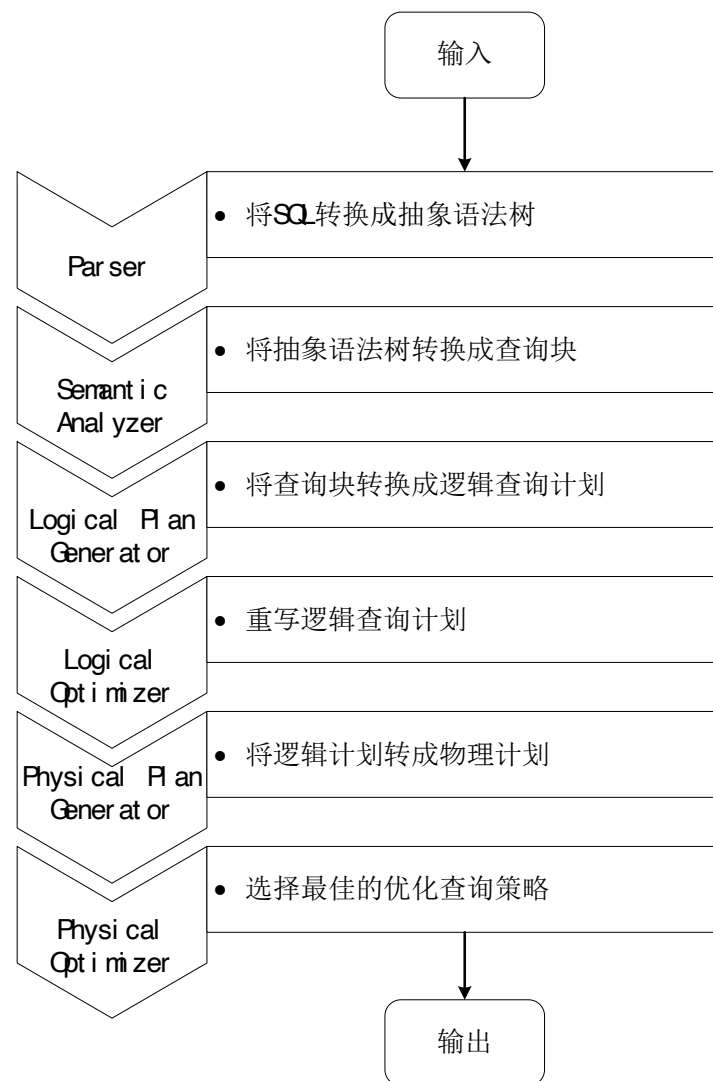 输入
• 将SQL转换成抽象语法树
Parser
• 将抽象语法树转换成查询块
Semantic
Analyzer
• 将查询块转换成逻辑查询计划
Logical Plan
Generator
• 重写逻辑查询计划
Logical
Optimizer
• 将逻辑计划转成物理计划
Physical Plan
Generator
• 选择最佳的优化查询策略
Physical
Optimizer
输出